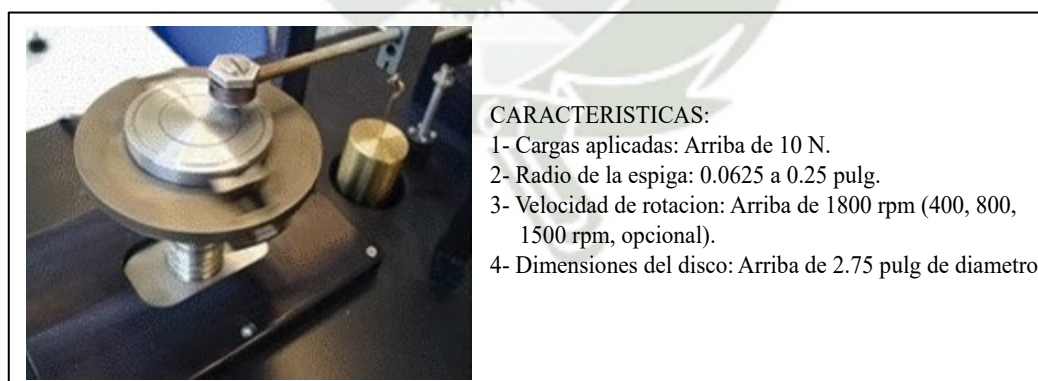 CARACTERISTICAS:
1- Cargas aplicadas: Arriba de 10 N.
2- Radio de la espiga: 0.0625 a 0.25 pulg.
3- Velocidad de rotacion: Arriba de 1800 rpm (400, 800,
1500 rpm, opcional).
4- Dimensiones del disco: Arriba de 2.75 pulg de diametro